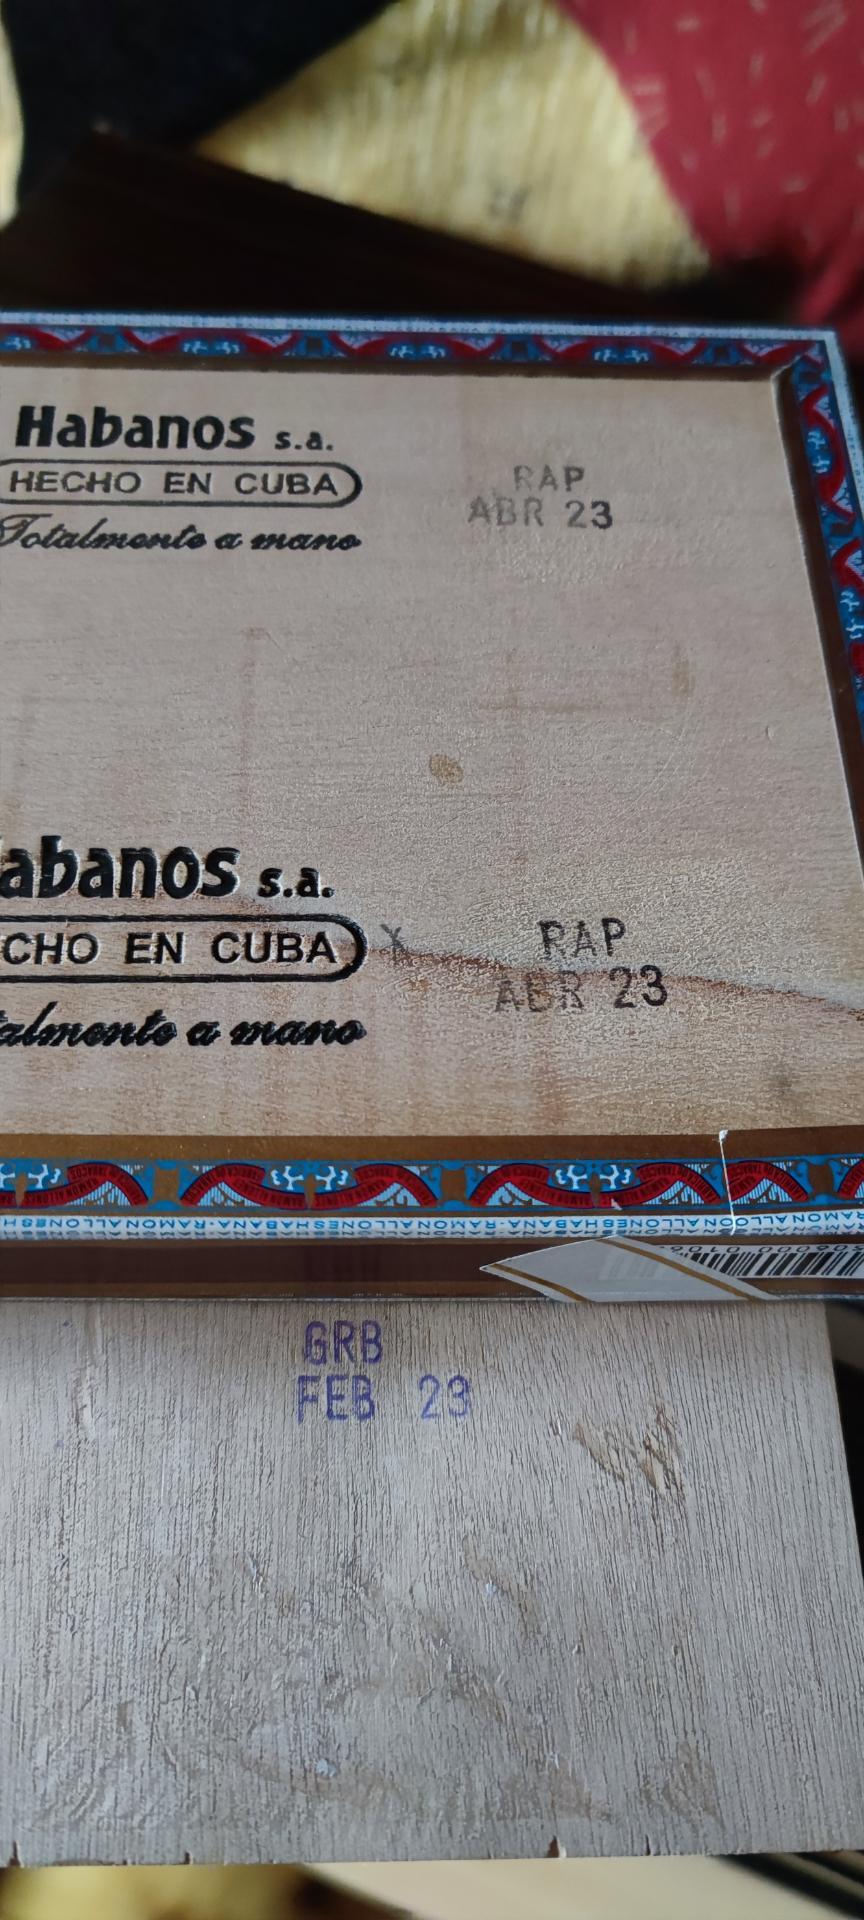 Habanos s.a.
HECHO EN CUBA
Totalmente a mano
RAP
ABR 23
abanos s.a.
CHO EN CUBA
talmente a mano
X
RAP
ABR 23
GRB
FEB 23